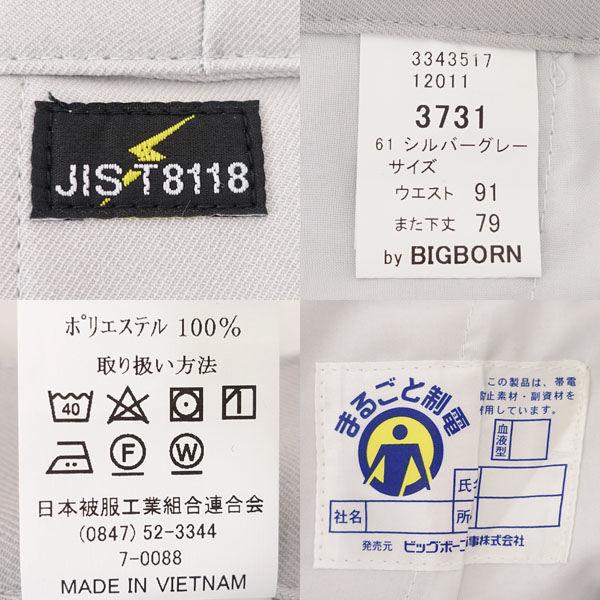 JIS T8118
3343517
12011
3731
61 シルバーグレー
サイズ
ウエスト 91
また下丈 79
by BIGBORN
ポリエステル 100%
取り扱い方法
40
F W
日本被服工業組合連合会
(0847) 52-3344
7-0088
MADE IN VIETNAM
まるごと制電
この製品は、帯電
防止素材・副資材を
使用しています。
血液型
社名
発売元 ビッグボーン
株式会社